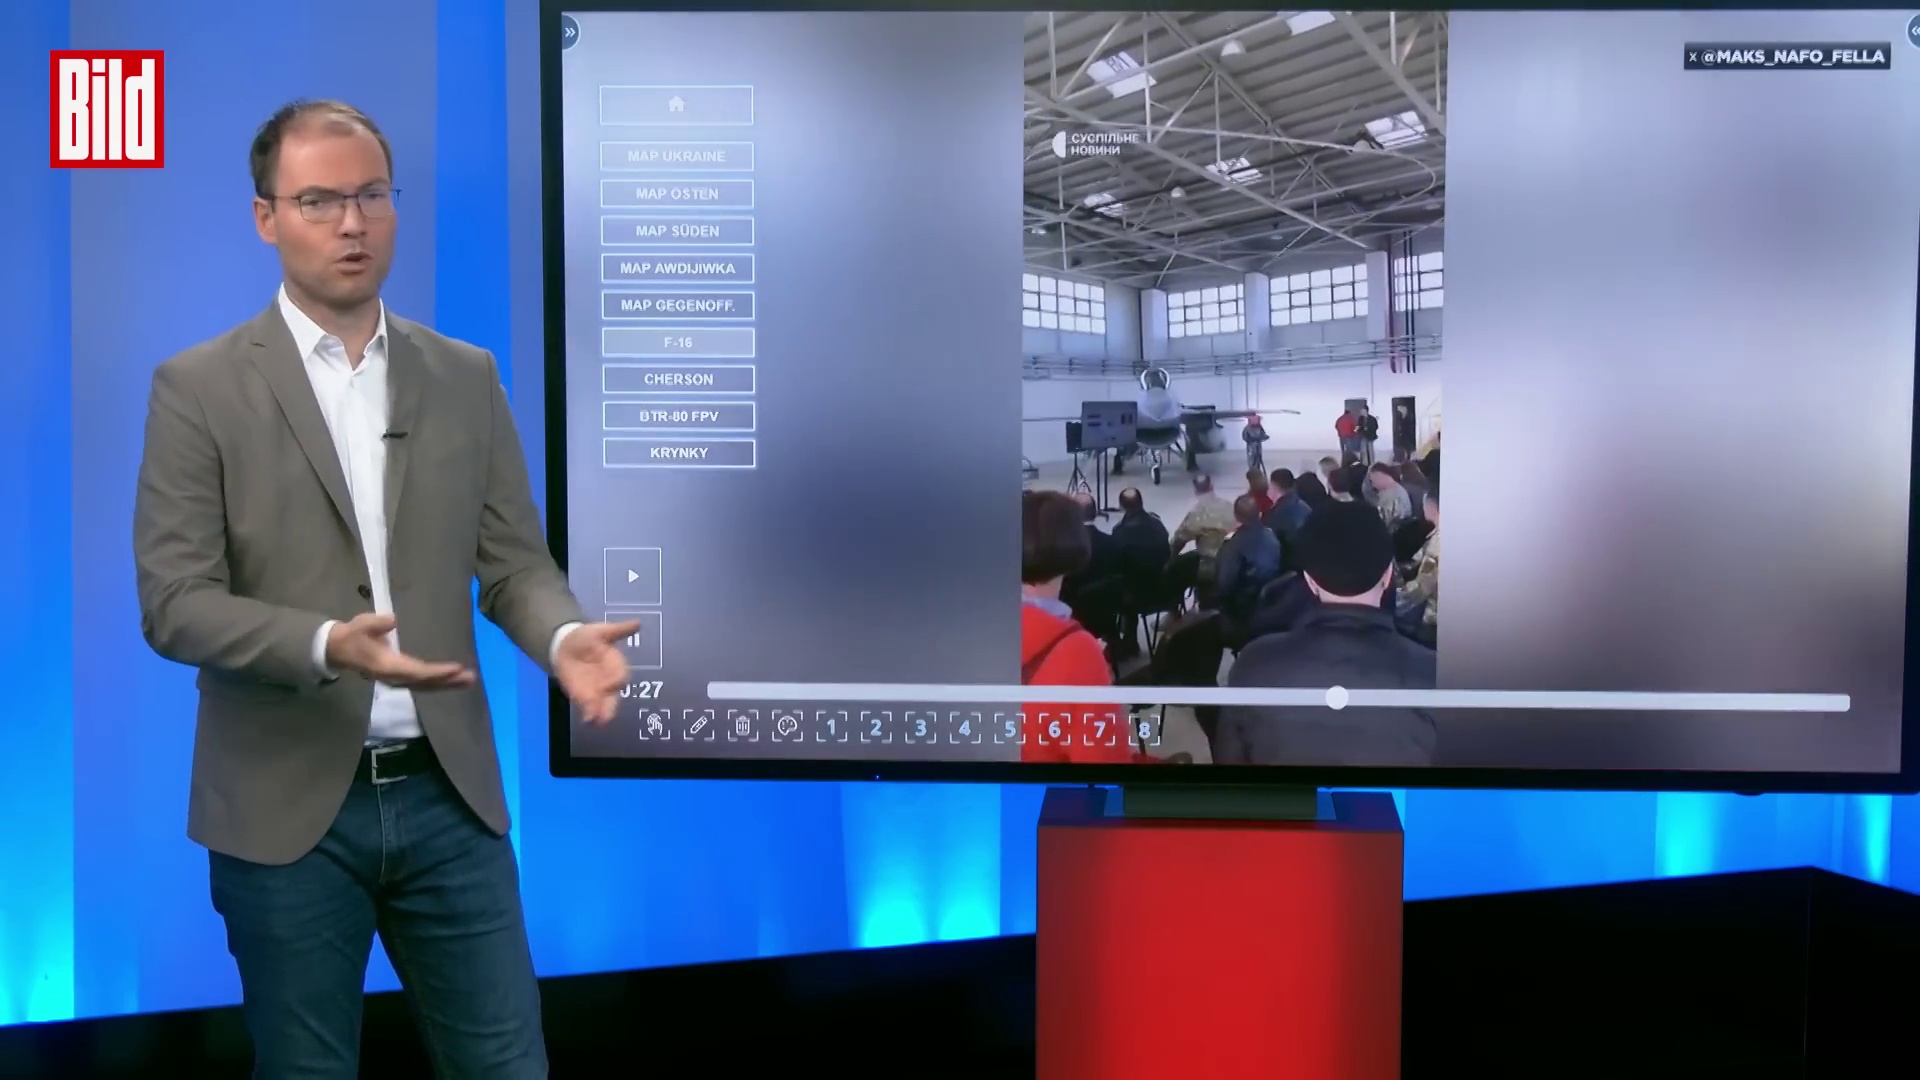 Bild
X @MAKS_NAFO_FELLA
СУСПІЛЬНЕ
НОВИНИ
MAP UKRAINE
MAP OSTEN
MAP SÜDEN
MAP AWDIJIWKA
MAP GEGENOFF.
F-16
CHERSON
BTR-80 FPV
KRYNKY
:27
1 2 3 4 5 6 7 8